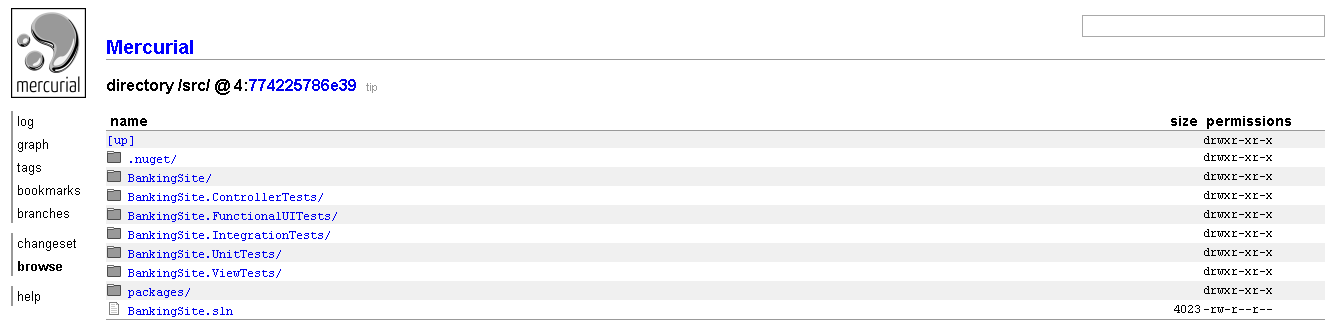 mercurial
Mercurial
directory /src/ @ 4:774225786e39 tip
log
graph
tags
bookmarks
branches
changeset
browse
help
name size permissions
[up] drwxr-xr-x
.nuget/ drwxr-xr-x
BankingSite/ drwxr-xr-x
BankingSite.ControllerTests/ drwxr-xr-x
BankingSite.FunctionalUITests/ drwxr-xr-x
BankingSite.IntegrationTests/ drwxr-xr-x
BankingSite.UnitTests/ drwxr-xr-x
BankingSite.ViewTests/ drwxr-xr-x
packages/ drwxr-xr-x
BankingSite.sln 4023 -rw-r--r--